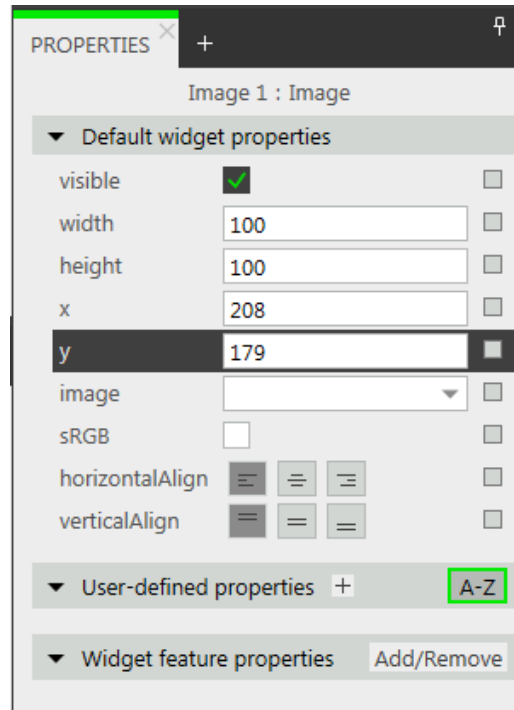 PROPERTIES
Image 1 : Image
Default widget properties
visible
width 100
height 100
x 208
y 179
image
sRGB
horizontalAlign
verticalAlign
User-defined properties + A-Z
Widget feature properties Add/Remove